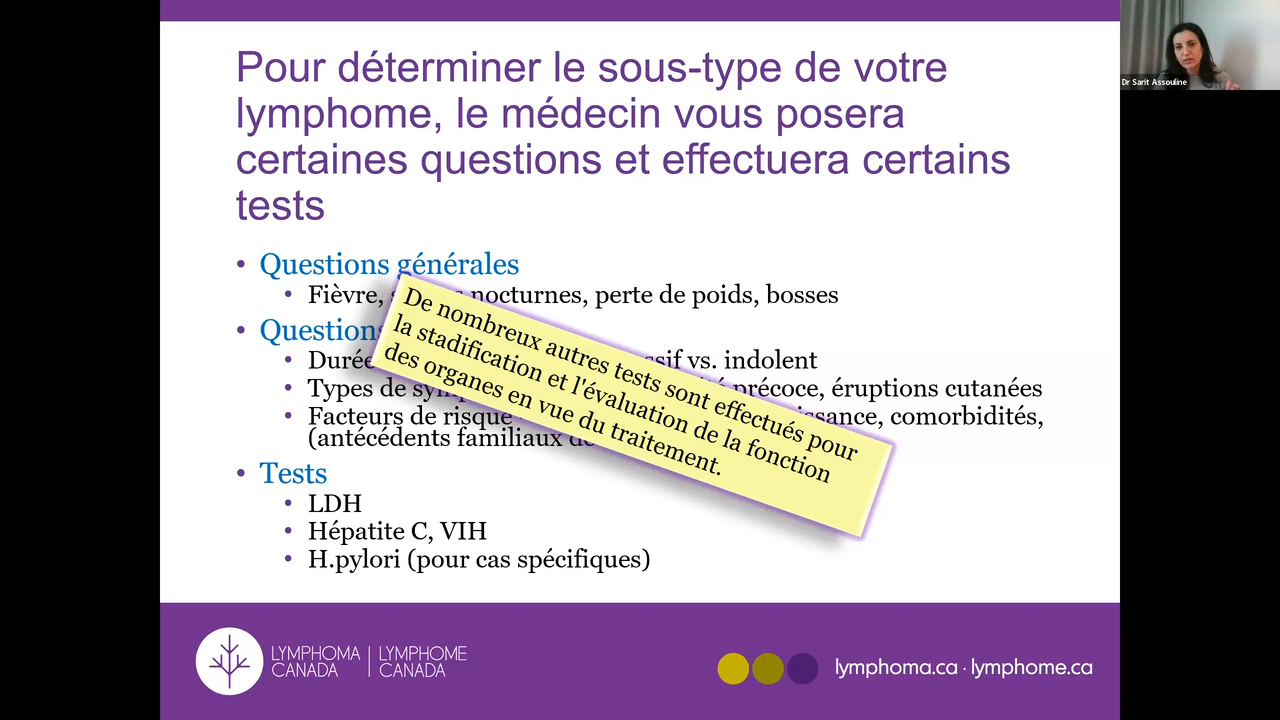 Pour déterminer le sous-type de votre
lymphome, le médecin vous posera
certaines questions et effectuera certains
tests
• Questions générales
• Fièvre, nocturnes, perte de poids, bosses
• Questions
• Durée vs. indolent
• Types de précoce, éruptions cutanées
• Facteurs de risque comorbidités,
(antécédents familiaux
• Tests
• LDH
• Hépatite C, VIH
• H.pylori (pour cas spécifiques)
De nombreux autres tests sont effectués pour
la stadification et l'évaluation de la fonction
des organes en vue du traitement.
LYMPHOMA CANADA | LYMPHOME CANADA
lymphoma.ca · lymphome.ca
Dr Sarit Assouline